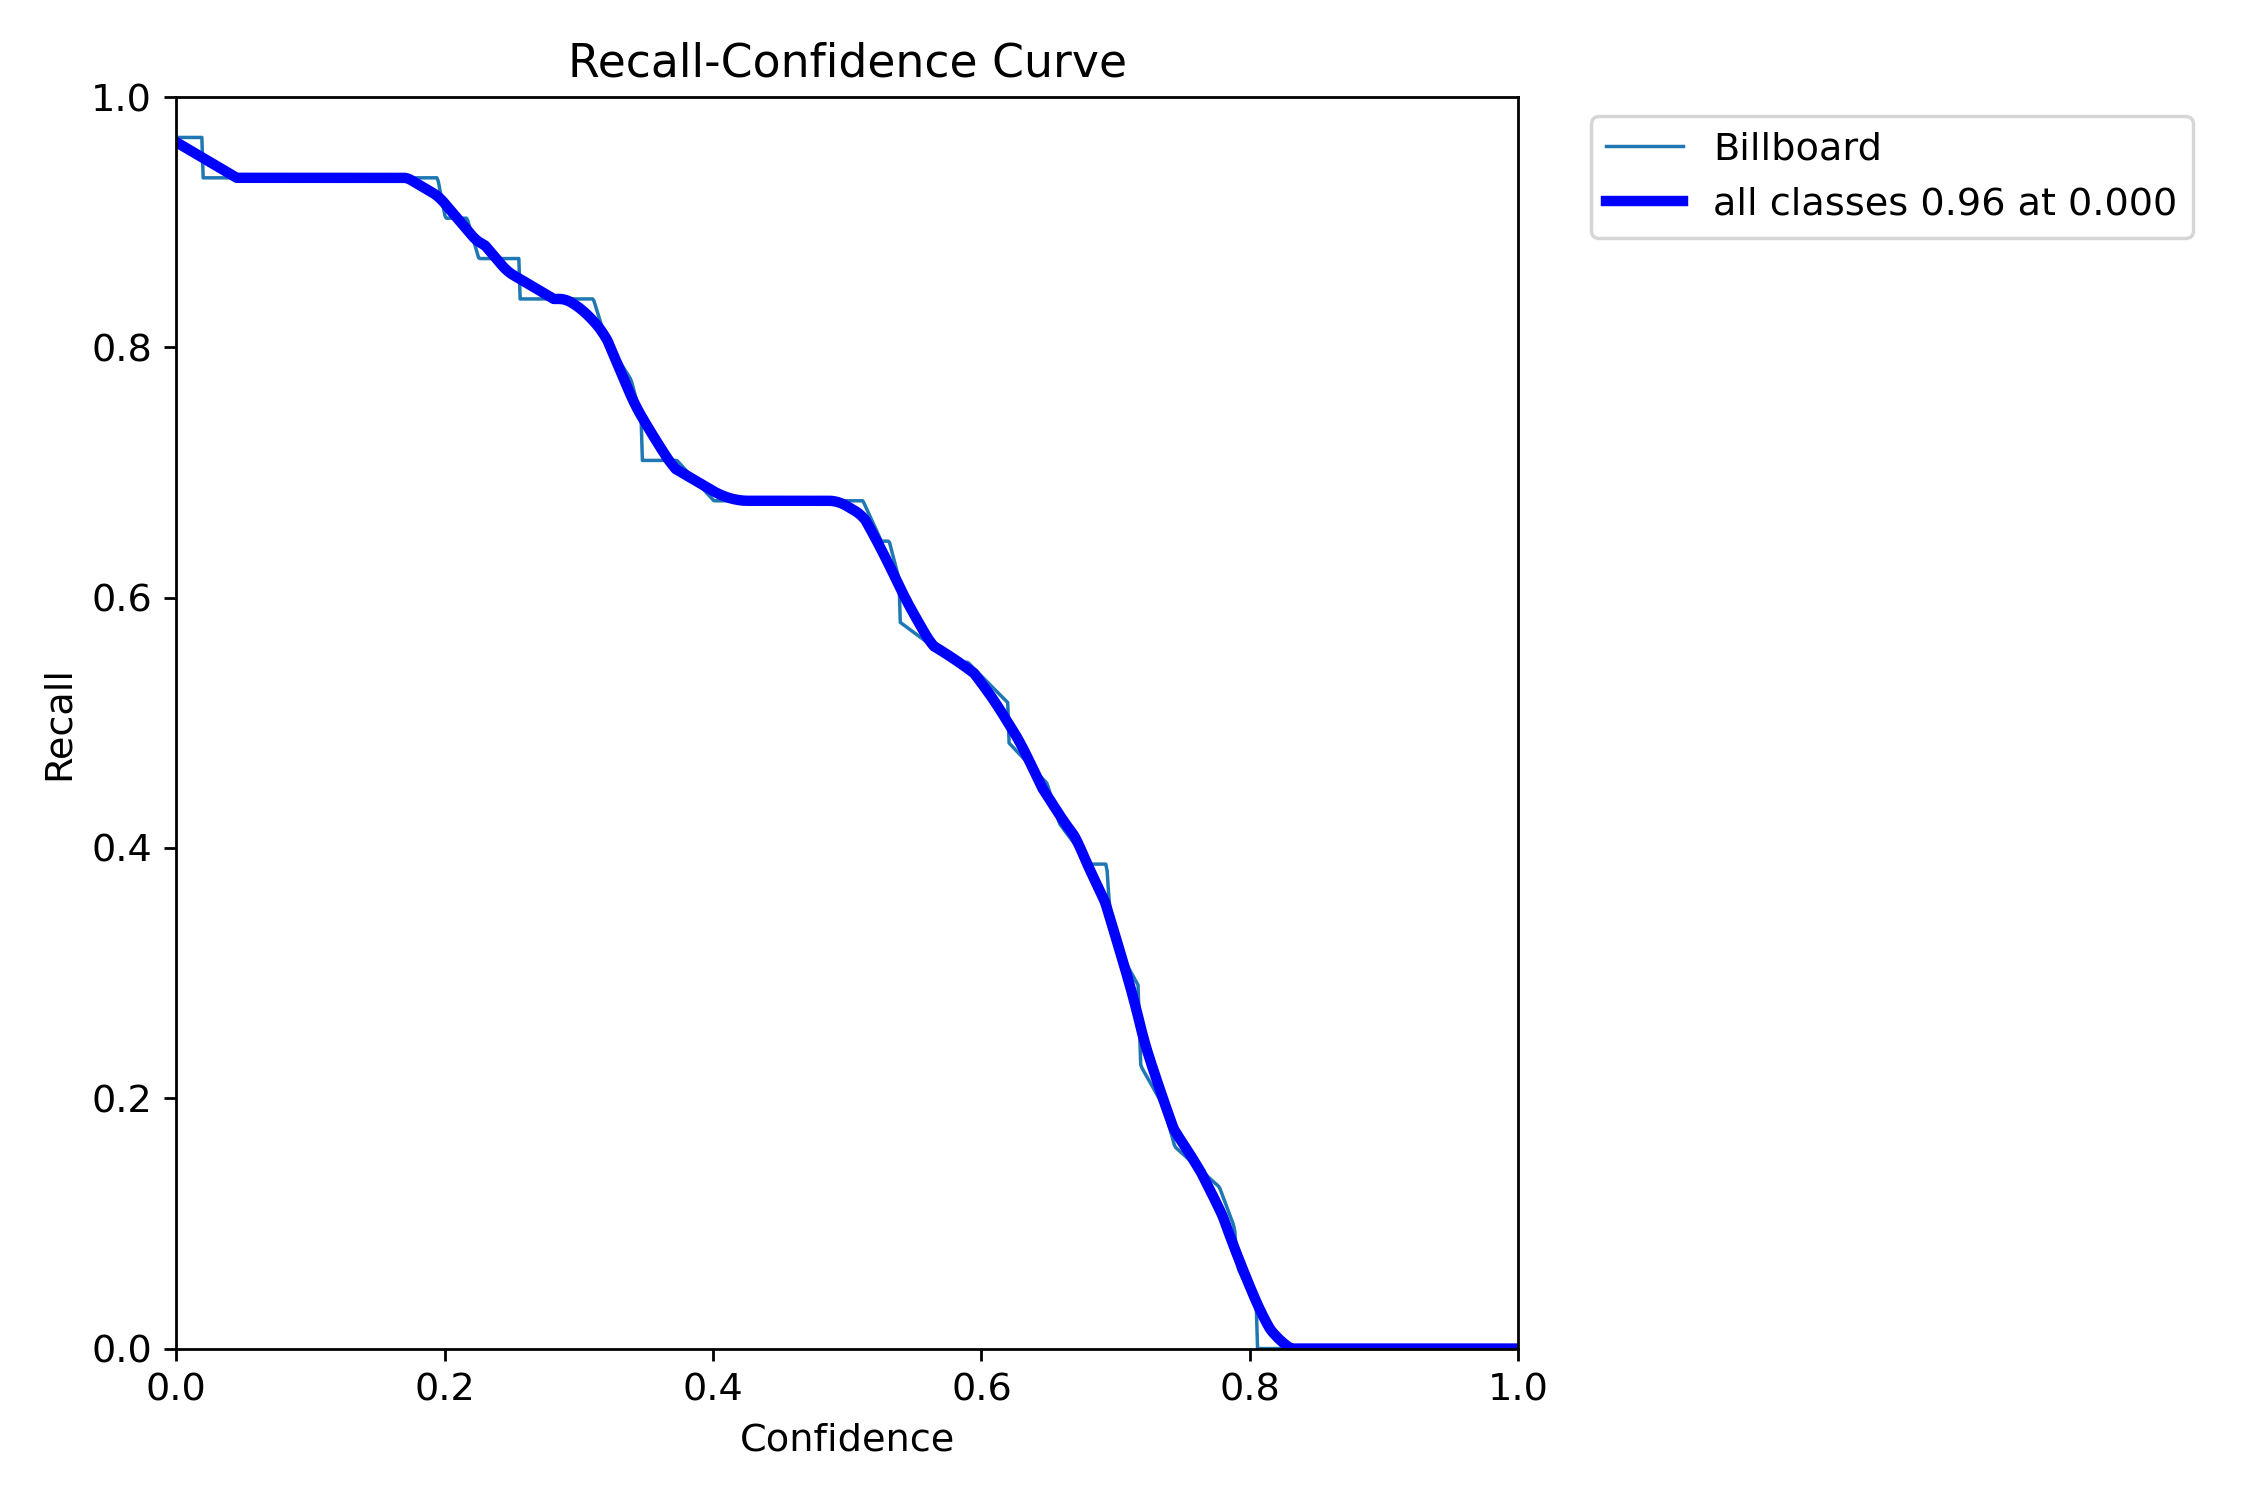 Recall-Confidence Curve
1.0
0.8
0.6
0.4
0.2
0.0
Recall
0.0 0.2 0.4 0.6 0.8 1.0
Confidence
Billboard
all classes 0.96 at 0.000